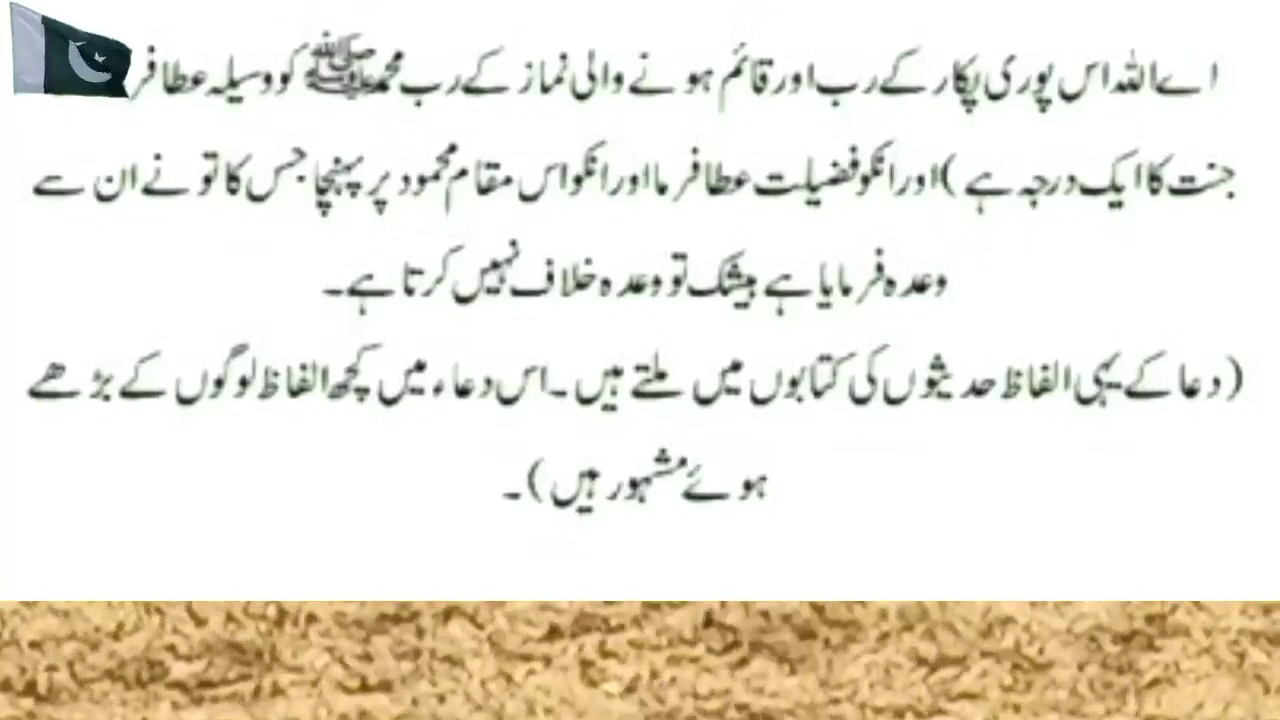 اے اللہ اس پوری پکار کے رب اور قائم ہونے والی نماز کے رب محمد ﷺ کو وسیلہ عطا فر
جنت کا ایک درجہ ہے) اور انکو فضیلت عطا فرما اور انکو اس مقام محمود پر پہنچا جس کا تو نے ان سے
وعدہ فرمایا ہے بیشک تو وعدہ خلاف نہیں کرتا ہے۔
(دعا کے یہی الفاظ حدیثوں کی کتابوں میں ملتے ہیں۔ اس دعاء میں کچھ الفاظ لوگوں کے بڑھے
ہوئے مشہور ہیں)۔